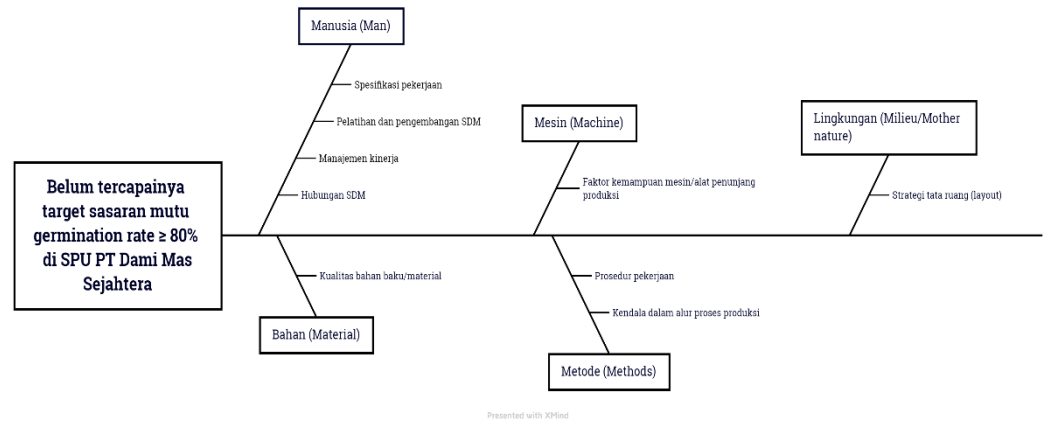 Manusia (Man)
Spesifikasi pekerjaan
Pelatihan dan pengembangan SDM
Manajemen kinerja
Hubungan SDM
Mesin (Machine)
Faktor kemampuan mesin/alat penunjang
produksi
Lingkungan (Milieu/Mother
nature)
Strategi tata ruang (layout)
Belum tercapainya
target sasaran mutu
germination rate ≥ 80%
di SPU PT Dami Mas
Sejahtera
Kualitas bahan baku/material
Bahan (Material)
Prosedur pekerjaan
Kendala dalam alur proses produksi
Metode (Methods)
Presented with XMind